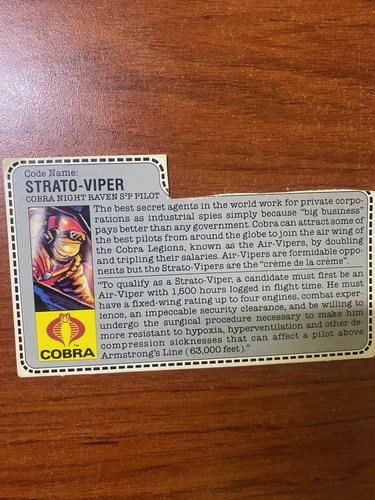 Code Name:
STRATO-VIPER
COBRA NIGHT RAVEN S³P PILOT
The best secret agents in the world work for private corpo-
rations as industrial spies simply because "big business"
pays better than any government. Cobra can attract some of
the best pilots from around the globe to join the air wing of
the Cobra Legions, known as the Air-Vipers, by doubling
and tripling their salaries. Air-Vipers are formidable oppo-
nents but the Strato-Vipers are the "crème de la crème".
"To qualify as a Strato-Viper, a candidate must first be an
Air-Viper with 1,500 hours logged in flight time. He must
have a fixed-wing rating up to four engines, combat exper-
ience, an impeccable security clearance, and be willing to
undergo the surgical procedure necessary to make him
more resistant to hypoxia, hyperventilation and other de-
compression sicknesses that can affect a pilot above
Armstrong's Line (63,000 feet)."
TM
COBRA